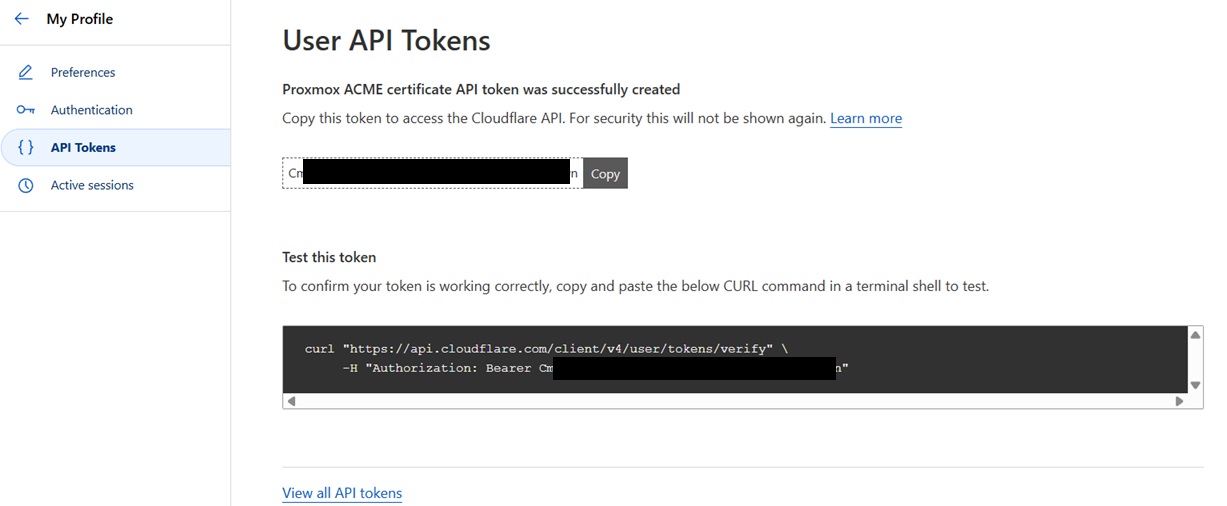 My Profile
Preferences
Authentication
API Tokens
Active sessions
User API Tokens
Proxmox ACME certificate API token was successfully created
Copy this token to access the Cloudflare API. For security this will not be shown again. Learn more
Cm n Copy
Test this token
To confirm your token is working correctly, copy and paste the below CURL command in a terminal shell to test.
curl "https://api.cloudflare.com/client/v4/user/tokens/verify" \
-H "Authorization: Bearer Cm n"
View all API tokens